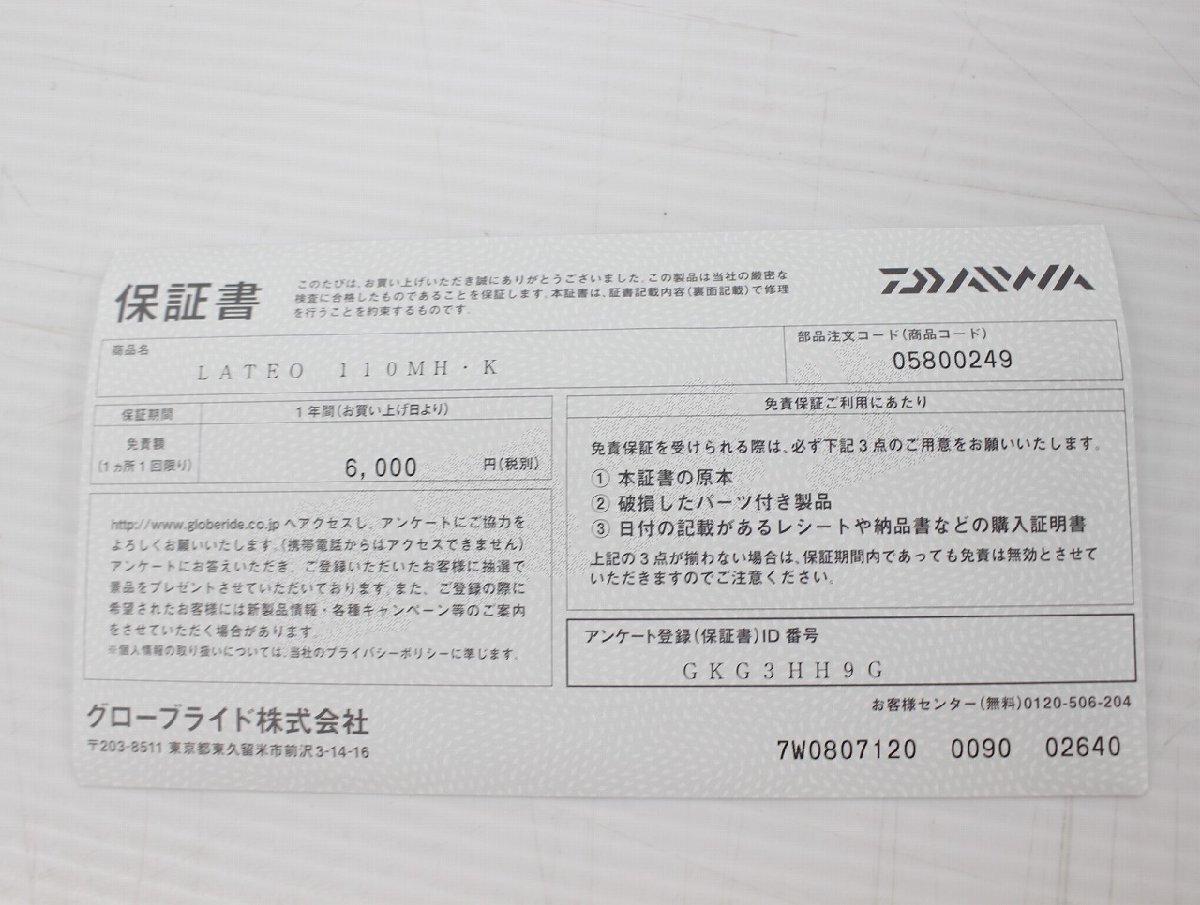 保証書
このたびは、お買い上げいただき誠にありがとうございました。この製品は当社の厳密な
検査に合格したものであることを保証します。本証書は、証書記載内容(裏面記載)で修理
を行うことを約束するものです。
DAIWA
商品名
LATEO 110MH・K
部品注文コード(商品コード)
05800249
保証期間
1年間(お買い上げ日より)
免責額
(1ヵ所1回限り)
6,000 円(税別)
http://www.globeride.co.jp へアクセスし、アンケートにご協力を
よろしくお願いいたします。(携帯電話からはアクセスできません)
アンケートにお答えいただき、ご登録いただいたお客様に抽選で
景品をプレゼントさせていただいております。また、ご登録の際に
希望されたお客様には新製品情報・各種キャンペーン等のご案内
をさせていただく場合があります。
※個人情報の取り扱いについては、当社のプライバシーポリシーに準じます。
免責保証ご利用にあたり
免責保証を受けられる際は、必ず下記3点のご用意をお願いいたします。
① 本証書の原本
② 破損したパーツ付き製品
③ 日付の記載があるレシートや納品書などの購入証明書
上記の3点が揃わない場合は、保証期間内であっても免責は無効とさせて
いただきますのでご注意ください。
アンケート登録(保証書)ID 番号
GKG3HH9G
グローブライド株式会社
〒203-8511 東京都東久留米市前沢3-14-16
お客様センター(無料)0120-506-204
7W0807120 0090 02640